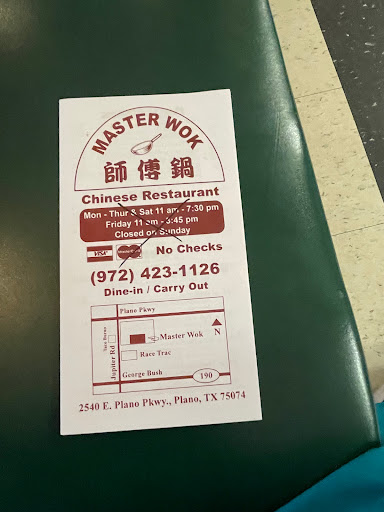 MASTER WOK
師傅鍋
Chinese Restaurant
Mon - Thur & Sat 11 am - 7:30 pm
Friday 11 am - 3:45 pm
Closed on Sunday
VISA MasterCard No Checks
(972) 423-1126
Dine-in / Carry Out
Plano Pkwy
Jupiter Rd
Master Wok
N
Race Trac
George Bush
190
2540 E. Plano Pkwy., Plano, TX 75074